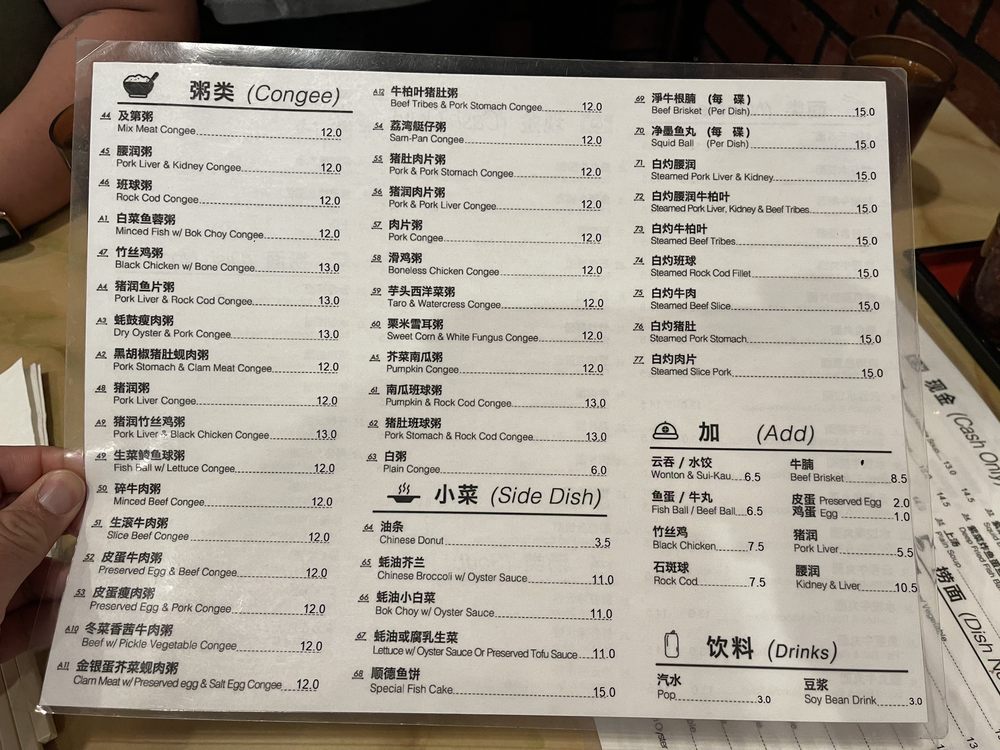 粥类 (Congee)
44 及第粥
Mix Meat Congee 12.0
45 腰润粥
Pork Liver & Kidney Congee 12.0
46 班球粥
Rock Cod Congee 12.0
A1 白菜鱼蓉粥
Minced Fish w/ Bok Choy Congee 12.0
47 竹丝鸡粥
Black Chicken w/ Bone Congee 13.0
A4 猪润鱼片粥
Pork Liver & Rock Cod Congee 13.0
A3 蚝豉瘦肉粥
Dry Oyster & Pork Congee 13.0
A2 黑胡椒猪肚蚬肉粥
Pork Stomach & Clam Meat Congee 12.0
48 猪润粥
Pork Liver Congee 12.0
A9 猪润竹丝鸡粥
Pork Liver & Black Chicken Congee 13.0
49 生菜鲮鱼球粥
Fish Ball w/ Lettuce Congee 12.0
50 碎牛肉粥
Minced Beef Congee 12.0
51 生滚牛肉粥
Slice Beef Congee 12.0
52 皮蛋牛肉粥
Preserved Egg & Beef Congee 12.0
53 皮蛋瘦肉粥
Preserved Egg & Pork Congee 12.0
A10 冬菜香茜牛肉粥
Beef w/ Pickle Vegetable Congee 12.0
A11 金银蛋芥菜蚬肉粥
Clam Meat w/ Preserved egg & Salt Egg Congee 12.0
A12 牛柏叶猪肚粥
Beef Tribes & Pork Stomach Congee 12.0
54 荔湾艇仔粥
Sam-Pan Congee 12.0
55 猪肚肉片粥
Pork & Pork Stomach Congee 12.0
56 猪润肉片粥
Pork & Pork Liver Congee 12.0
57 肉片粥
Pork Congee 12.0
58 滑鸡粥
Boneless Chicken Congee 12.0
59 芋头西洋菜粥
Taro & Watercress Congee 12.0
60 栗米雪耳粥
Sweet Corn & White Fungus Congee 12.0
A5 芥菜南瓜粥
Pumpkin Congee 12.0
61 南瓜班球粥
Pumpkin & Rock Cod Congee 13.0
62 猪肚班球粥
Pork Stomach & Rock Cod Congee 13.0
63 白粥
Plain Congee 6.0
小菜 (Side Dish)
64 油条
Chinese Donut 3.5
65 蚝油芥兰
Chinese Broccoli w/ Oyster Sauce 11.0
66 蚝油小白菜
Bok Choy w/ Oyster Sauce 11.0
67 蚝油或腐乳生菜
Lettuce w/ Oyster Sauce Or Preserved Tofu Sauce 11.0
68 顺德鱼饼
Special Fish Cake 15.0
69 淨牛根腩 (每 碟)
Beef Brisket (Per Dish) 15.0
70 净墨鱼丸 (每 碟)
Squid Ball (Per Dish) 15.0
71 白灼腰润
Steamed Pork Liver & Kidney 15.0
72 白灼腰润牛柏叶
Steamed Pork Liver, Kidney & Beef Tribes 15.0
73 白灼牛柏叶
Steamed Beef Tribes 15.0
74 白灼班球
Steamed Rock Cod Fillet 15.0
75 白灼牛肉
Steamed Beef Slice 15.0
76 白灼猪肚
Steamed Pork Stomach 15.0
77 白灼肉片
Steamed Slice Pork 15.0
加 (Add)
云吞 / 水饺
Wonton & Sui-Kau 6.5
鱼蛋 / 牛丸
Fish Ball / Beef Ball 6.5
竹丝鸡
Black Chicken 7.5
石斑球
Rock Cod 7.5
牛腩
Beef Brisket 8.5
皮蛋 Preserved Egg 2.0
鸡蛋 Egg 1.0
猪润
Pork Liver 5.5
腰润
Kidney & Liver 10.5
饮料 (Drinks)
汽水
Pop 3.0
豆浆
Soy Bean Drink 3.0
现金 (Cash Only)
捞面 (Dish No